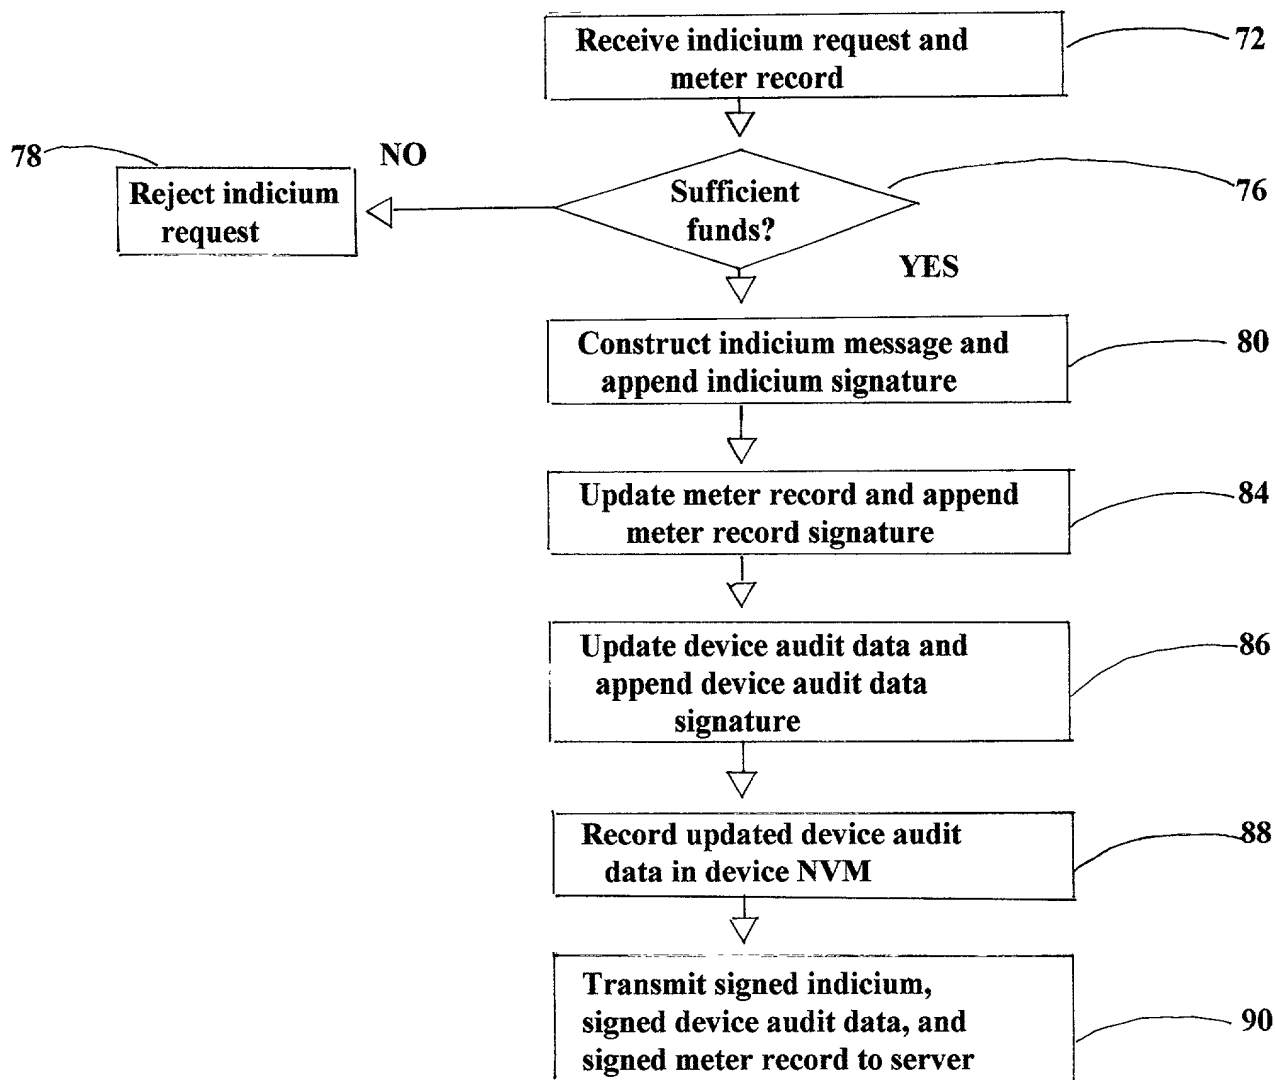 Receive indicium request and
meter record
72
78
NO
Reject indicium
request
Sufficient
funds?
76
YES
Construct indicium message and
append indicium signature
80
Update meter record and append
meter record signature
84
Update device audit data and
append device audit data
signature
86
Record updated device audit
data in device NVM
88
Transmit signed indicium,
signed device audit data, and
signed meter record to server
90